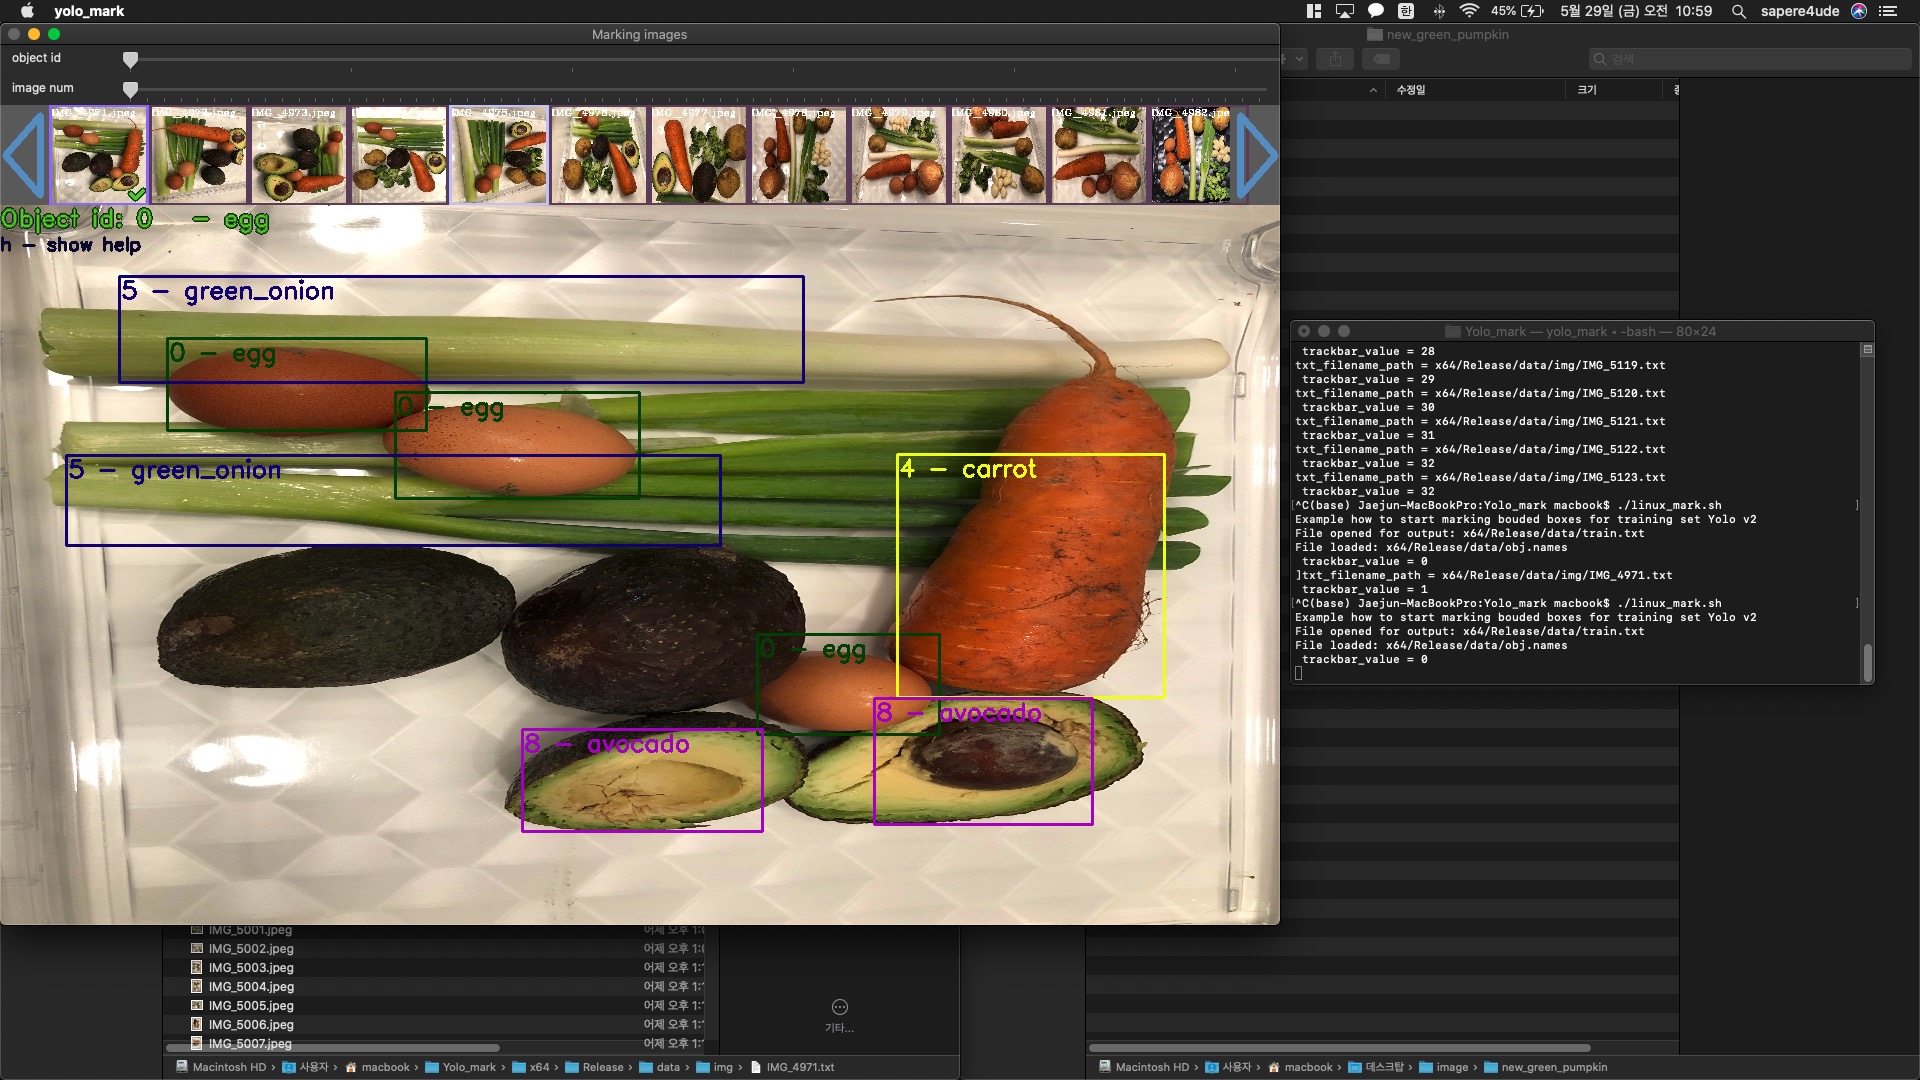 yolo_mark
45%
5월 29일 (금) 오전 10:59
sapere4ude
Marking images
new_green_pumpkin
object id
image num
검색
수정일
크기
IMG_4971.jpeg
IMG_4973.jpeg
IMG_4975.jpeg
IMG_4976.jpeg
IMG_4977.jpeg
IMG_4978.jpeg
IMG_4979.jpeg
IMG_4980.jpeg
IMG_4981.jpeg
IMG_4982.jpe
Object id: 0 - egg
h - show help
5 - green_onion
0 - egg
0 - egg
5 - green_onion
4 - carrot
0 - egg
8 - avocado
8 - avocado
Yolo_mark — yolo_mark • -bash — 80×24
trackbar_value = 28
txt_filename_path = x64/Release/data/img/IMG_5119.txt
trackbar_value = 29
txt_filename_path = x64/Release/data/img/IMG_5120.txt
trackbar_value = 30
txt_filename_path = x64/Release/data/img/IMG_5121.txt
trackbar_value = 31
txt_filename_path = x64/Release/data/img/IMG_5122.txt
trackbar_value = 32
txt_filename_path = x64/Release/data/img/IMG_5123.txt
trackbar_value = 32
[^C(base) Jaejun-MacBookPro:Yolo_mark macbook$ ./linux_mark.sh ]
Example how to start marking bouded boxes for training set Yolo v2
File opened for output: x64/Release/data/train.txt
File loaded: x64/Release/data/obj.names
trackbar_value = 0
]txt_filename_path = x64/Release/data/img/IMG_4971.txt
trackbar_value = 1
[^C(base) Jaejun-MacBookPro:Yolo_mark macbook$ ./linux_mark.sh ]
Example how to start marking bouded boxes for training set Yolo v2
File opened for output: x64/Release/data/train.txt
File loaded: x64/Release/data/obj.names
trackbar_value = 0
IMG_5001.jpeg 어제 오후 1:
IMG_5002.jpeg 어제 오후 1:
IMG_5003.jpeg 어제 오후 1:
IMG_5004.jpeg 어제 오후 1:
IMG_5005.jpeg 어제 오후 1:
IMG_5006.jpeg 어제 오후 1:
IMG_5007.jpeg 어제 오후 1:
기타...
Macintosh HD › 사용자 › macbook › Yolo_mark › x64 › Release › data › img › IMG_4971.txt
Macintosh HD › 사용자 › macbook › 데스크탑 › image › new_green_pumpkin